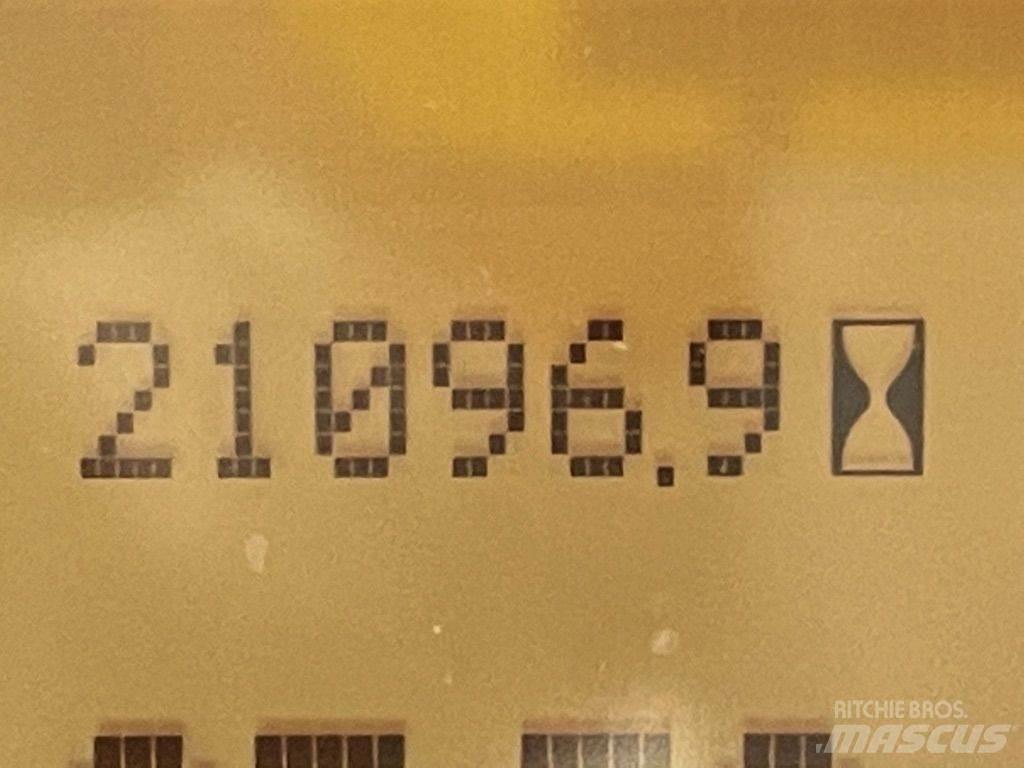 21096.9
RITCHIE BROS.
MASCUS